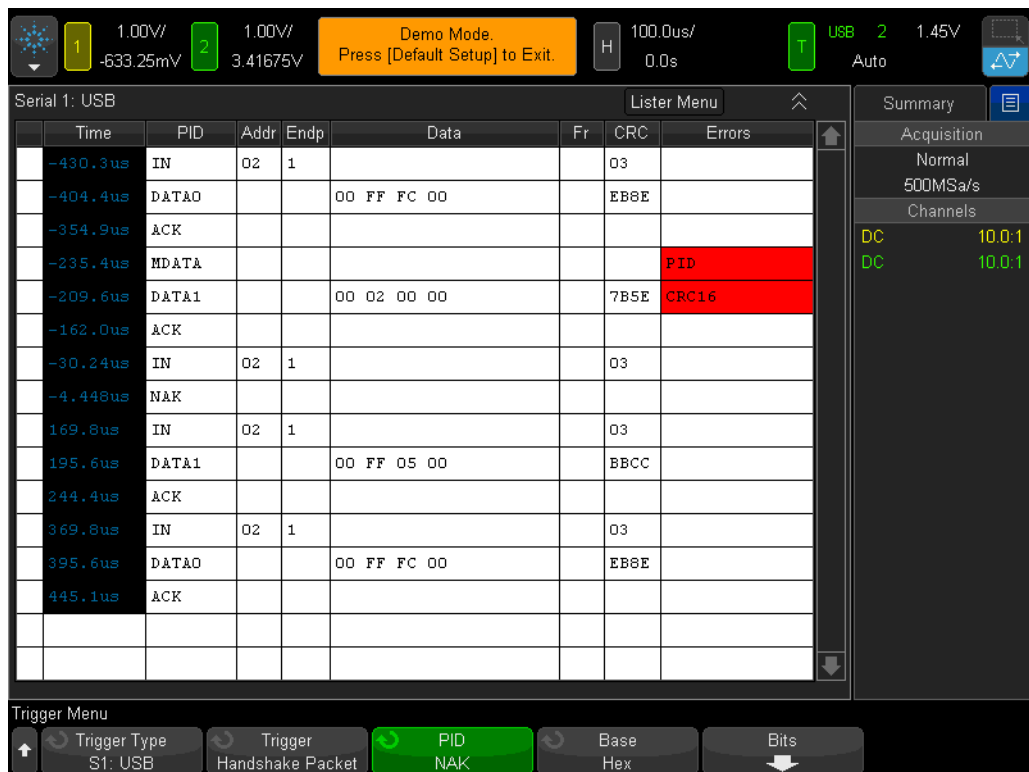 1 1.00V/ 2 1.00V/ Demo Mode. H 100.0us/ T USB 2 1.45V
-633.25mV 3.41675V Press [Default Setup] to Exit. 0.0s Auto
Serial 1: USB Lister Menu Summary
Time PID Addr Endp Data Fr CRC Errors Acquisition
-430.3us IN 02 1 03 Normal
-404.4us DATA0 00 FF FC 00 EB8E 500MSa/s
-354.9us ACK Channels
-235.4us MDATA PID DC 10.0:1
-209.6us DATA1 00 02 00 00 7B5E CRC16 DC 10.0:1
-162.0us ACK
-30.24us IN 02 1 03
-4.448us NAK
169.8us IN 02 1 03
195.6us DATA1 00 FF 05 00 BBCC
244.4us ACK
369.8us IN 02 1 03
395.6us DATA0 00 FF FC 00 EB8E
445.1us ACK
Trigger Menu
Trigger Type Trigger PID Base Bits
S1: USB Handshake Packet NAK Hex